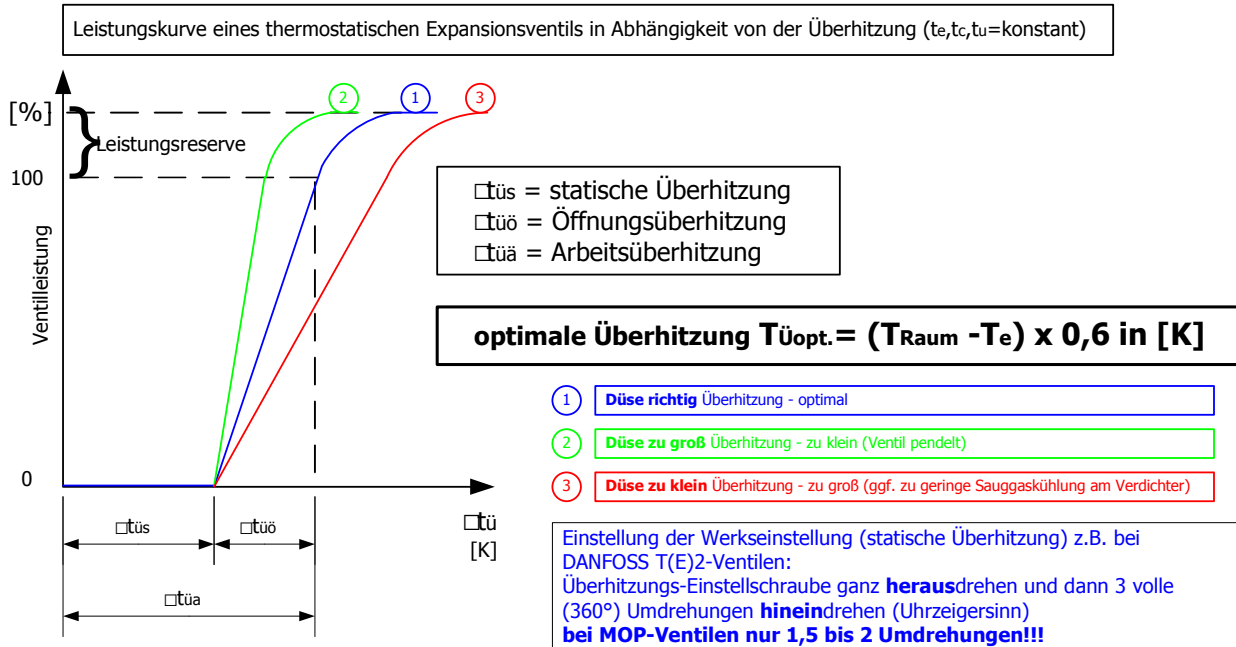 Leistungskurve eines thermostatischen Expansionsventils in Abhängigkeit von der Überhitzung (te,tc,tu=konstant)
[%]
2
1
3
Leistungsreserve
100
Ventilleistung
0
□tüs = statische Überhitzung
□tüö = Öffnungsüberhitzung
□tüä = Arbeitsüberhitzung
optimale Überhitzung TÜopt.= (TRaum -Te) x 0,6 in [K]
1
Düse richtig Überhitzung - optimal
2
Düse zu groß Überhitzung - zu klein (Ventil pendelt)
3
Düse zu klein Überhitzung - zu groß (ggf. zu geringe Sauggaskühlung am Verdichter)
□tü
[K]
□tüs
□tüö
□tüa
Einstellung der Werkseinstellung (statische Überhitzung) z.B. bei
DANFOSS T(E)2-Ventilen:
Überhitzungs-Einstellschraube ganz herausdrehen und dann 3 volle
(360°) Umdrehungen hineindrehen (Uhrzeigersinn)
bei MOP-Ventilen nur 1,5 bis 2 Umdrehungen!!!